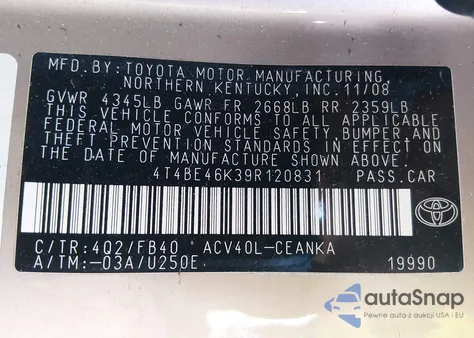 MFD. BY: TOYOTA MOTOR MANUFACTURING,
NORTHERN KENTUCKY, INC. 11/08
GVWR 4345LB GAWR FR 2668LB RR 2359LB
THIS VEHICLE CONFORMS TO ALL APPLICABLE
FEDERAL MOTOR VEHICLE SAFETY, BUMPER, AND
THEFT PREVENTION STANDARDS IN EFFECT ON
THE DATE OF MANUFACTURE SHOWN ABOVE.
4T4BE46K39R120831 PASS.CAR
C/TR:4Q2/FB40 ACV40L-CEANKA
A/TM:-03A/U250E 19990
autoSnap
Pewne auta z USA i EU